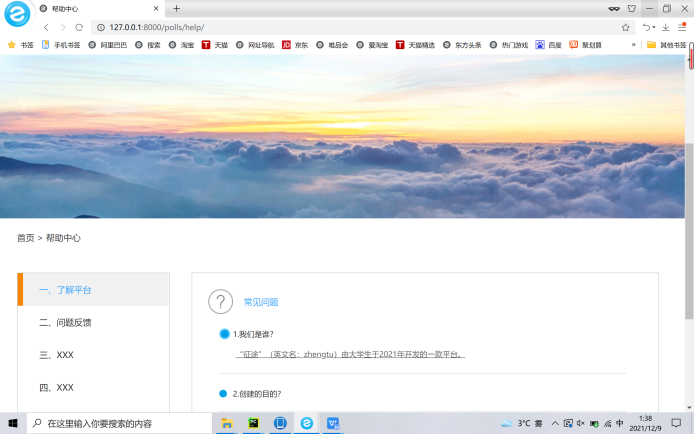 帮助中心
127.0.0.1:8000/polls/help/
书签 手机书签 阿里巴巴 搜索 淘宝 天猫 网址导航 京东 唯品会 爱淘宝 天猫精选 东方头条 热门游戏 百度 聚划算 » 其他书签
首页 > 帮助中心
一、了解平台
二、问题反馈
三、XXX
四、XXX
常见问题
1.我们是谁?
“征途”（英文名：zhengtu）由大学生于2021年开发的一款平台。
2.创建的目的?
在这里输入你要搜索的内容
3°C 雾
中
1:38
2021/12/9